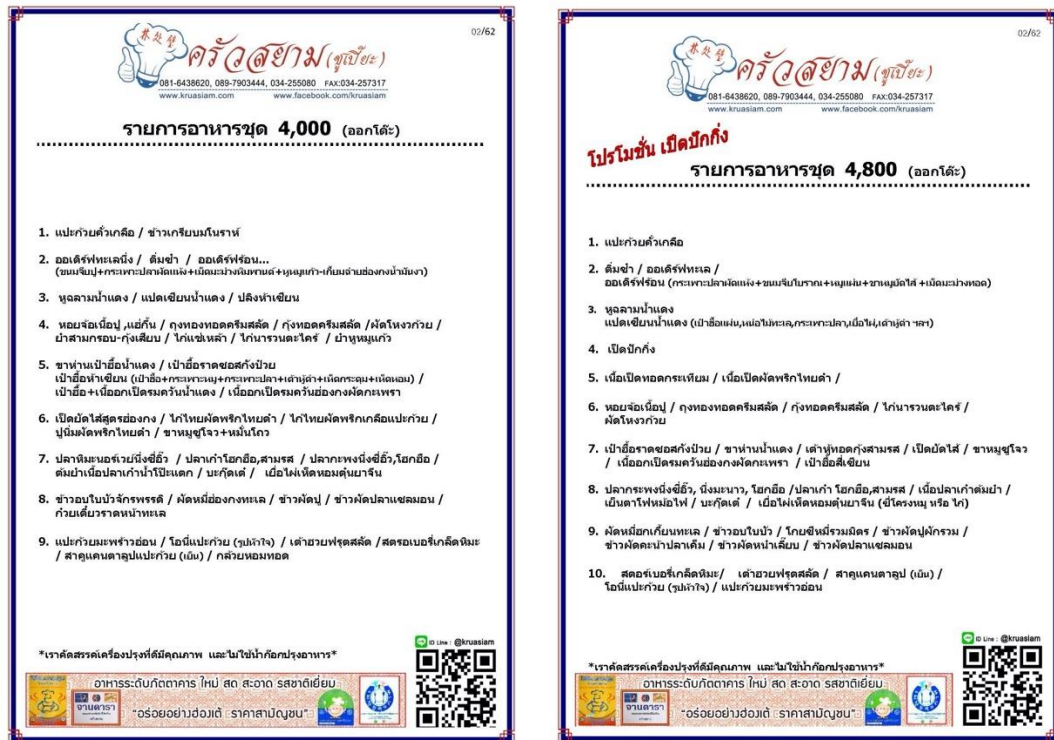 02/62
ครัวสยาม (ซูเปี๊ยะ)
081-6438620, 089-7903444, 034-255080 FAX:034-257317
www.kruasiam.com www.facebook.com/kruasiam
รายการอาหารชุด 4,000 (ออกโต๊ะ)
1. แปะก๊วยคั่วเกลือ / ข้าวเกรียบมโนราห์
2. ออเดิร์ฟทะเลนึ่ง / ติ่มซำ / ออเดิร์ฟร้อน...
(ขนมจีบปู+กระเพาะปลาผัดแห้ง+เม็ดมะม่วงหิมพานต์+หูหมูแก้ว-เกี้ยมฉ่ายฮ่องกงน้ำมันงา)
3. หูฉลามน้ำแดง / แปดเซียนน้ำแดง / ปลิงห้าเซียน
4. หอยจ้อเนื้อปู ,แฮ่กึ้น / ถุงทองทอดครีมสลัด / กุ้งทอดครีมสลัด /ผัดโหงวก๊วย /
ยำสามกรอบ-กุ้งเสียบ / ไก่แช่เหล้า / ไก่นารวนตะไคร้ / ยำหูหมูแก้ว
5. ขาห่านเป๋าฮื้อน้ำแดง / เป๋าฮื้อราดซอสกังป๋วย
เป๋าฮื้อห้าเซียน (เป๋าฮื้อ+กระเพาะหมู+กระเพาะปลา+เต้าหู้ดำ+เห็ดกระดุม+เห็ดหอม) /
เป๋าฮื้อ+เนื้ออกเป็ดรมควันน้ำแดง / เนื้ออกเป็ดรมควันฮ่องกงผัดกะเพรา
6. เป็ดยัดไส้สูตรฮ่องกง / ไก่ไทยผัดพริกไทยดำ / ไก่ไทยผัดพริกเกลือแปะก๊วย /
ปูนิ่มผัดพริกไทยดำ / ขาหมูซูโจว+หมั่นโถว
7. ปลาหิมะนอร์เวย์นึ่งซี่อิ๊ว / ปลาเก๋าโฮกฮือ,สามรส / ปลากะพงนึ่งซี่อิ๊ว,โฮกฮือ /
ต้มยำเนื้อปลาเก๋าน้ำโป๊ะแตก / บะกุ๊ดเต๋ / เยื่อไผ่เห็ดหอมตุ๋นยาจีน
8. ข้าวอบใบบัวจักรพรรดิ / ผัดหมี่ฮ่องกงทะเล / ข้าวผัดปู / ข้าวผัดปลาแซลมอน /
ก๋วยเตี๋ยวราดหน้าทะเล
9. แปะก๊วยมะพร้าวอ่อน / โอนีแปะก๊วย (รูปหัวใจ) / เต้าฮวยฟรุตสลัด /สตรอเบอรี่เกล็ดหิมะ
/ สาคูแคนตาลูปแปะก๊วย (เย็น) / กล้วยหอมทอด
ID Line : @kruasiam
*เราคัดสรรค์เครื่องปรุงที่ดีมีคุณภาพ และไม่ใช้น้ำก๊อกปรุงอาหาร*
อาหารระดับภัตตาคาร ใหม่ สด สะอาด รสชาติเยี่ยม
จานดารา
"อร่อยอย่างฮ่องเต้ ราคาสามัญชน"
02/62
ครัวสยาม (ซูเปี๊ยะ)
081-6438620, 089-7903444, 034-255080 FAX:034-257317
www.kruasiam.com www.facebook.com/kruasiam
โปรโมชั่น เป็ดปักกิ่ง
รายการอาหารชุด 4,800 (ออกโต๊ะ)
1. แปะก๊วยคั่วเกลือ
2. ติ่มซำ / ออเดิร์ฟทะเล /
ออเดิร์ฟร้อน (กระเพาะปลาผัดแห้ง+ขนมจีบโบราณ+หมูแผ่น+ขาหมูยัดไส้ +เม็ดมะม่วงทอด)
3. หูฉลามน้ำแดง
แปดเซียนน้ำแดง (เป๋าฮื้อแผ่น,หน่อไม้ทะเล,กระเพาะปลา,เยื่อไผ่,เต้าหู้ดำ ฯลฯ)
4. เป็ดปักกิ่ง
5. เนื้อเป็ดทอดกระเทียม / เนื้อเป็ดผัดพริกไทยดำ /
6. หอยจ้อเนื้อปู / ถุงทองทอดครีมสลัด / กุ้งทอดครีมสลัด / ไก่นารวนตะไคร้ /
ผัดโหงวก๊วย
7. เป๋าฮื้อราดซอสกังป๋วย / ขาห่านน้ำแดง / เต้าหู้ทอดกุ้งสามรส / เป็ดยัดไส้ / ขาหมูซูโจว
/ เนื้ออกเป็ดรมควันฮ่องกงผัดกะเพรา / เป๋าฮื้อสี่เซียน
8. ปลากระพงนึ่งซี่อิ๊ว, นึ่งมะนาว, โฮกฮือ /ปลาเก๋า โฮกฮือ,สามรส / เนื้อปลาเก๋าต้มยำ /
เย็นตาโฟหม้อไฟ / บะกุ๊ดเต๋ / เยื่อไผ่เห็ดหอมตุ๋นยาจีน (ซี่โครงหมู หรือ ไก่)
9. ผัดหมี่ฮกเกี้ยนทะเล / ข้าวอบใบบัว / โกยซีหมี่รวมมิตร / ข้าวผัดปูผักรวม /
ข้าวผัดคะน้าปลาเค็ม / ข้าวผัดหนำเลี๊ยบ / ข้าวผัดปลาแซลมอน
10. สตอร์เบอรี่เกล็ดหิมะ/ เต้าฮวยฟรุตสลัด / สาคูแคนตาลูป (เย็น) /
โอนีแปะก๊วย (รูปหัวใจ) / แปะก๊วยมะพร้าวอ่อน
ID Line : @kruasiam
*เราคัดสรรค์เครื่องปรุงที่ดีมีคุณภาพ และไม่ใช้น้ำก๊อกปรุงอาหาร*
อาหารระดับภัตตาคาร ใหม่ สด สะอาด รสชาติเยี่ยม
จานดารา
"อร่อยอย่างฮ่องเต้ ราคาสามัญชน"